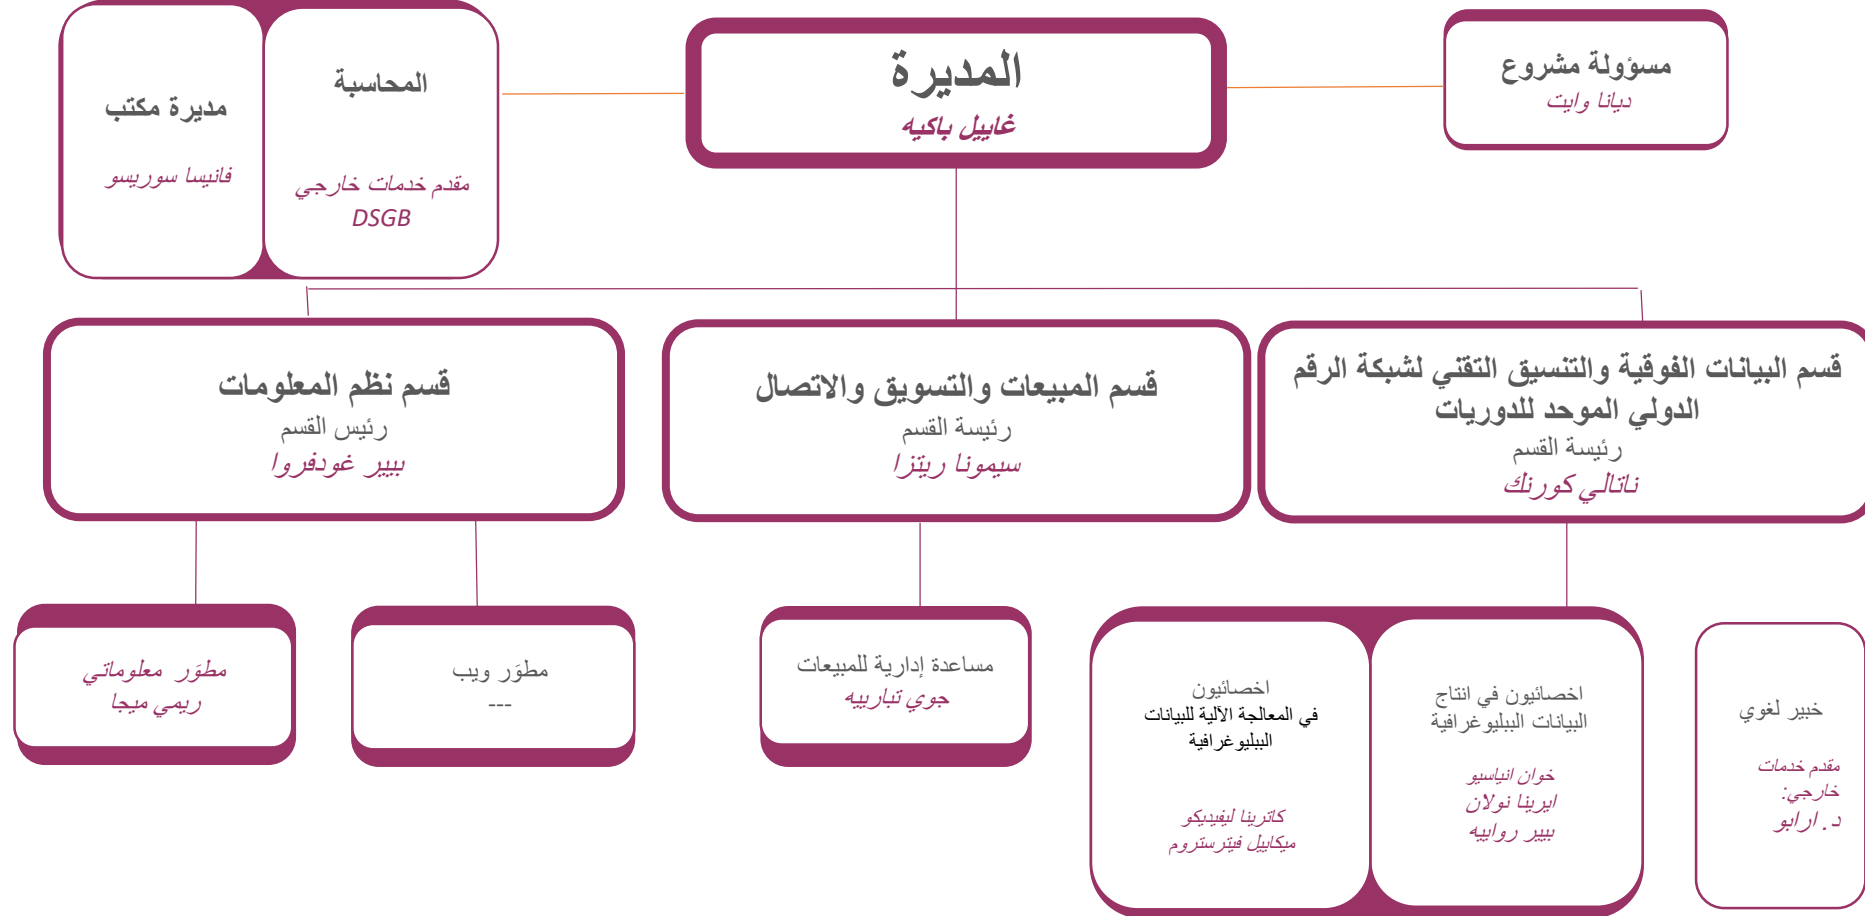 المديرة
غاييل باكيه
مسؤولة مشروع
ديانا وايت
المحاسبة
مقدم خدمات خارجي
DSGB
مديرة مكتب
فانيسا سوريسو
قسم البيانات الفوقية والتنسيق التقني لشبكة الرقم
الدولي الموحد للدوريات
رئيسة القسم
ناتالي كورنك
قسم المبيعات والتسويق والاتصال
رئيسة القسم
سيمونا ريتزا
قسم نظم المعلومات
رئيس القسم
بيير غودفروا
خبير لغوي
مقدم خدمات
خارجي:
د. ارابو
اخصائيون في انتاج
البيانات الببليوغرافية
خوان انياسيو
ايرينا نولان
بيير روابيه
اخصائيون
في المعالجة الآلية للبيانات
الببليوغرافية
كاترينا ليفيديكو
ميكاييل فيترستروم
مساعدة إدارية للمبيعات
جوي تبارييه
مطوَر ويب
---
مطوَر معلوماتي
ريمي ميجا